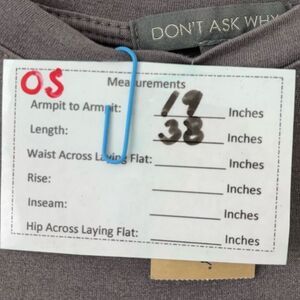 DON'T ASK WHY
OS
Measurements
Armpit to Armpit: 19 Inches
Length: 38 Inches
Waist Across Laying Flat: Inches
Rise: Inches
Inseam: Inches
Hip Across Laying Flat: Inches